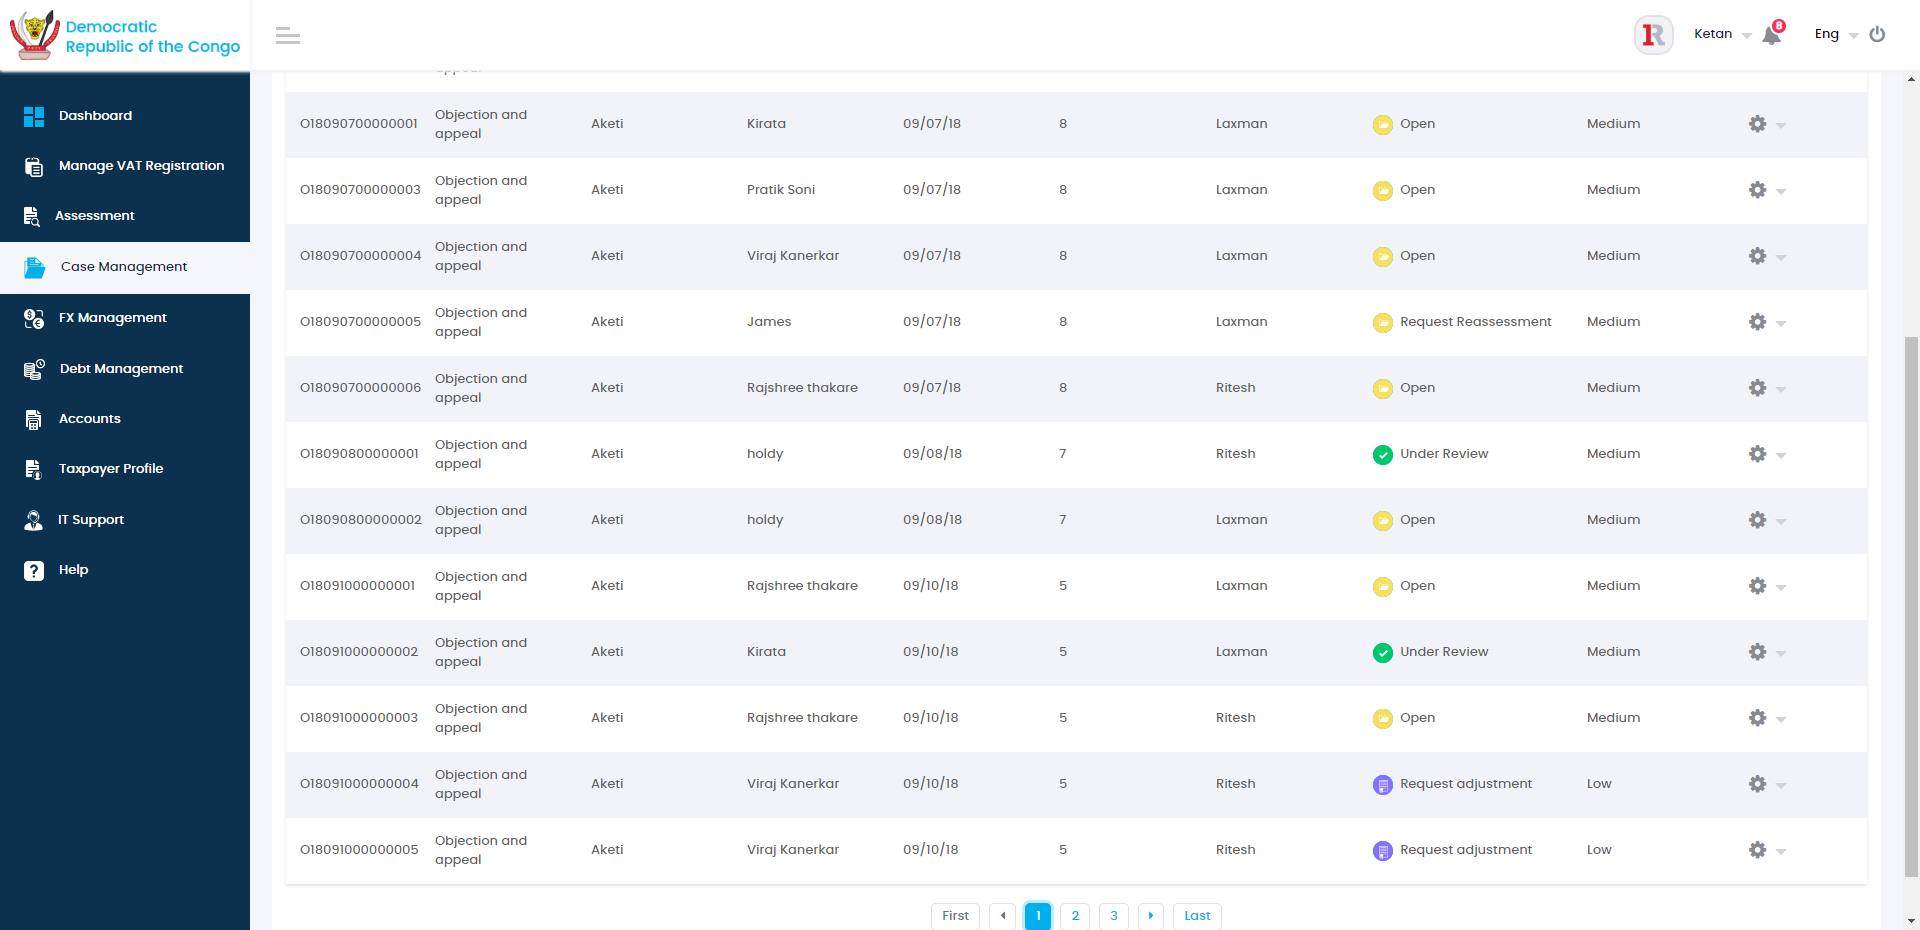 Democratic
Republic of the Congo
Ketan
8
Eng
Dashboard
Manage VAT Registration
Assessment
Case Management
FX Management
Debt Management
Accounts
Taxpayer Profile
IT Support
Help
O18090700000001 Objection and appeal Aketi Kirata 09/07/18 8 Laxman Open Medium
O18090700000003 Objection and appeal Aketi Pratik Soni 09/07/18 8 Laxman Open Medium
O18090700000004 Objection and appeal Aketi Viraj Kanerkar 09/07/18 8 Laxman Open Medium
O18090700000005 Objection and appeal Aketi James 09/07/18 8 Laxman Request Reassessment Medium
O18090700000006 Objection and appeal Aketi Rajshree thakare 09/07/18 8 Ritesh Open Medium
O18090800000001 Objection and appeal Aketi holdy 09/08/18 7 Ritesh Under Review Medium
O18090800000002 Objection and appeal Aketi holdy 09/08/18 7 Laxman Open Medium
O18091000000001 Objection and appeal Aketi Rajshree thakare 09/10/18 5 Laxman Open Medium
O18091000000002 Objection and appeal Aketi Kirata 09/10/18 5 Laxman Under Review Medium
O18091000000003 Objection and appeal Aketi Rajshree thakare 09/10/18 5 Ritesh Open Medium
O18091000000004 Objection and appeal Aketi Viraj Kanerkar 09/10/18 5 Ritesh Request adjustment Low
O18091000000005 Objection and appeal Aketi Viraj Kanerkar 09/10/18 5 Ritesh Request adjustment Low
First 1 2 3 Last